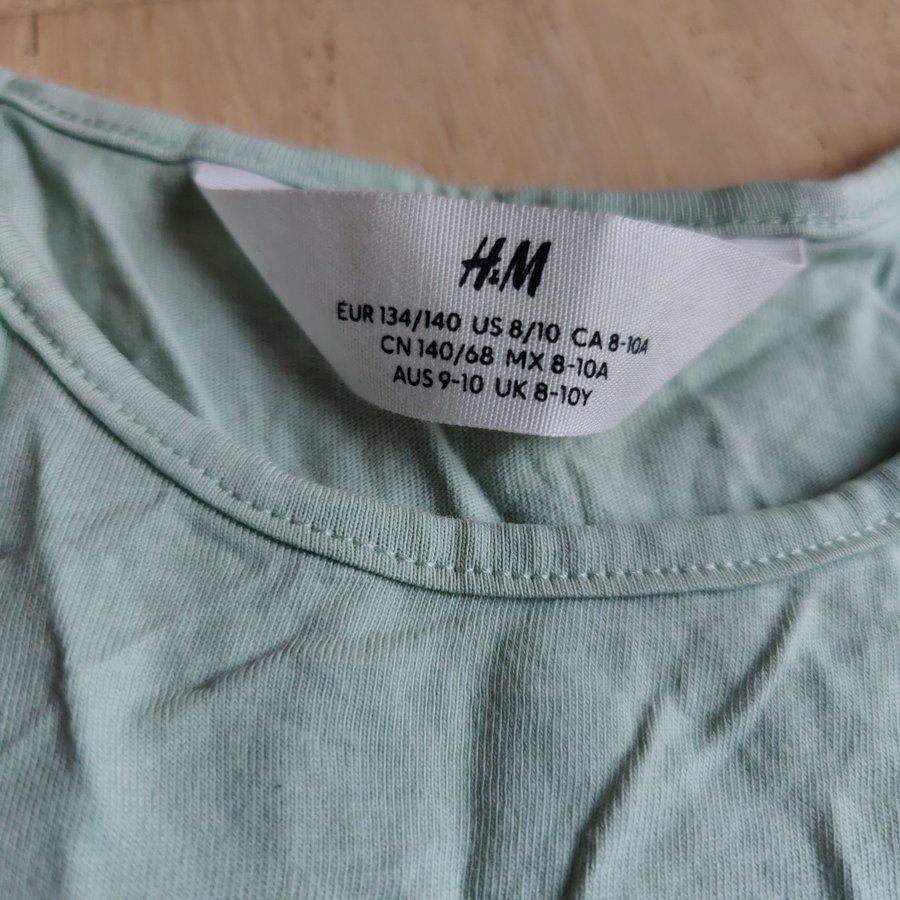 H&M
EUR 134/140 US 8/10 CA 8-10A
CN 140/68 MX 8-10A
AUS 9-10 UK 8-10Y